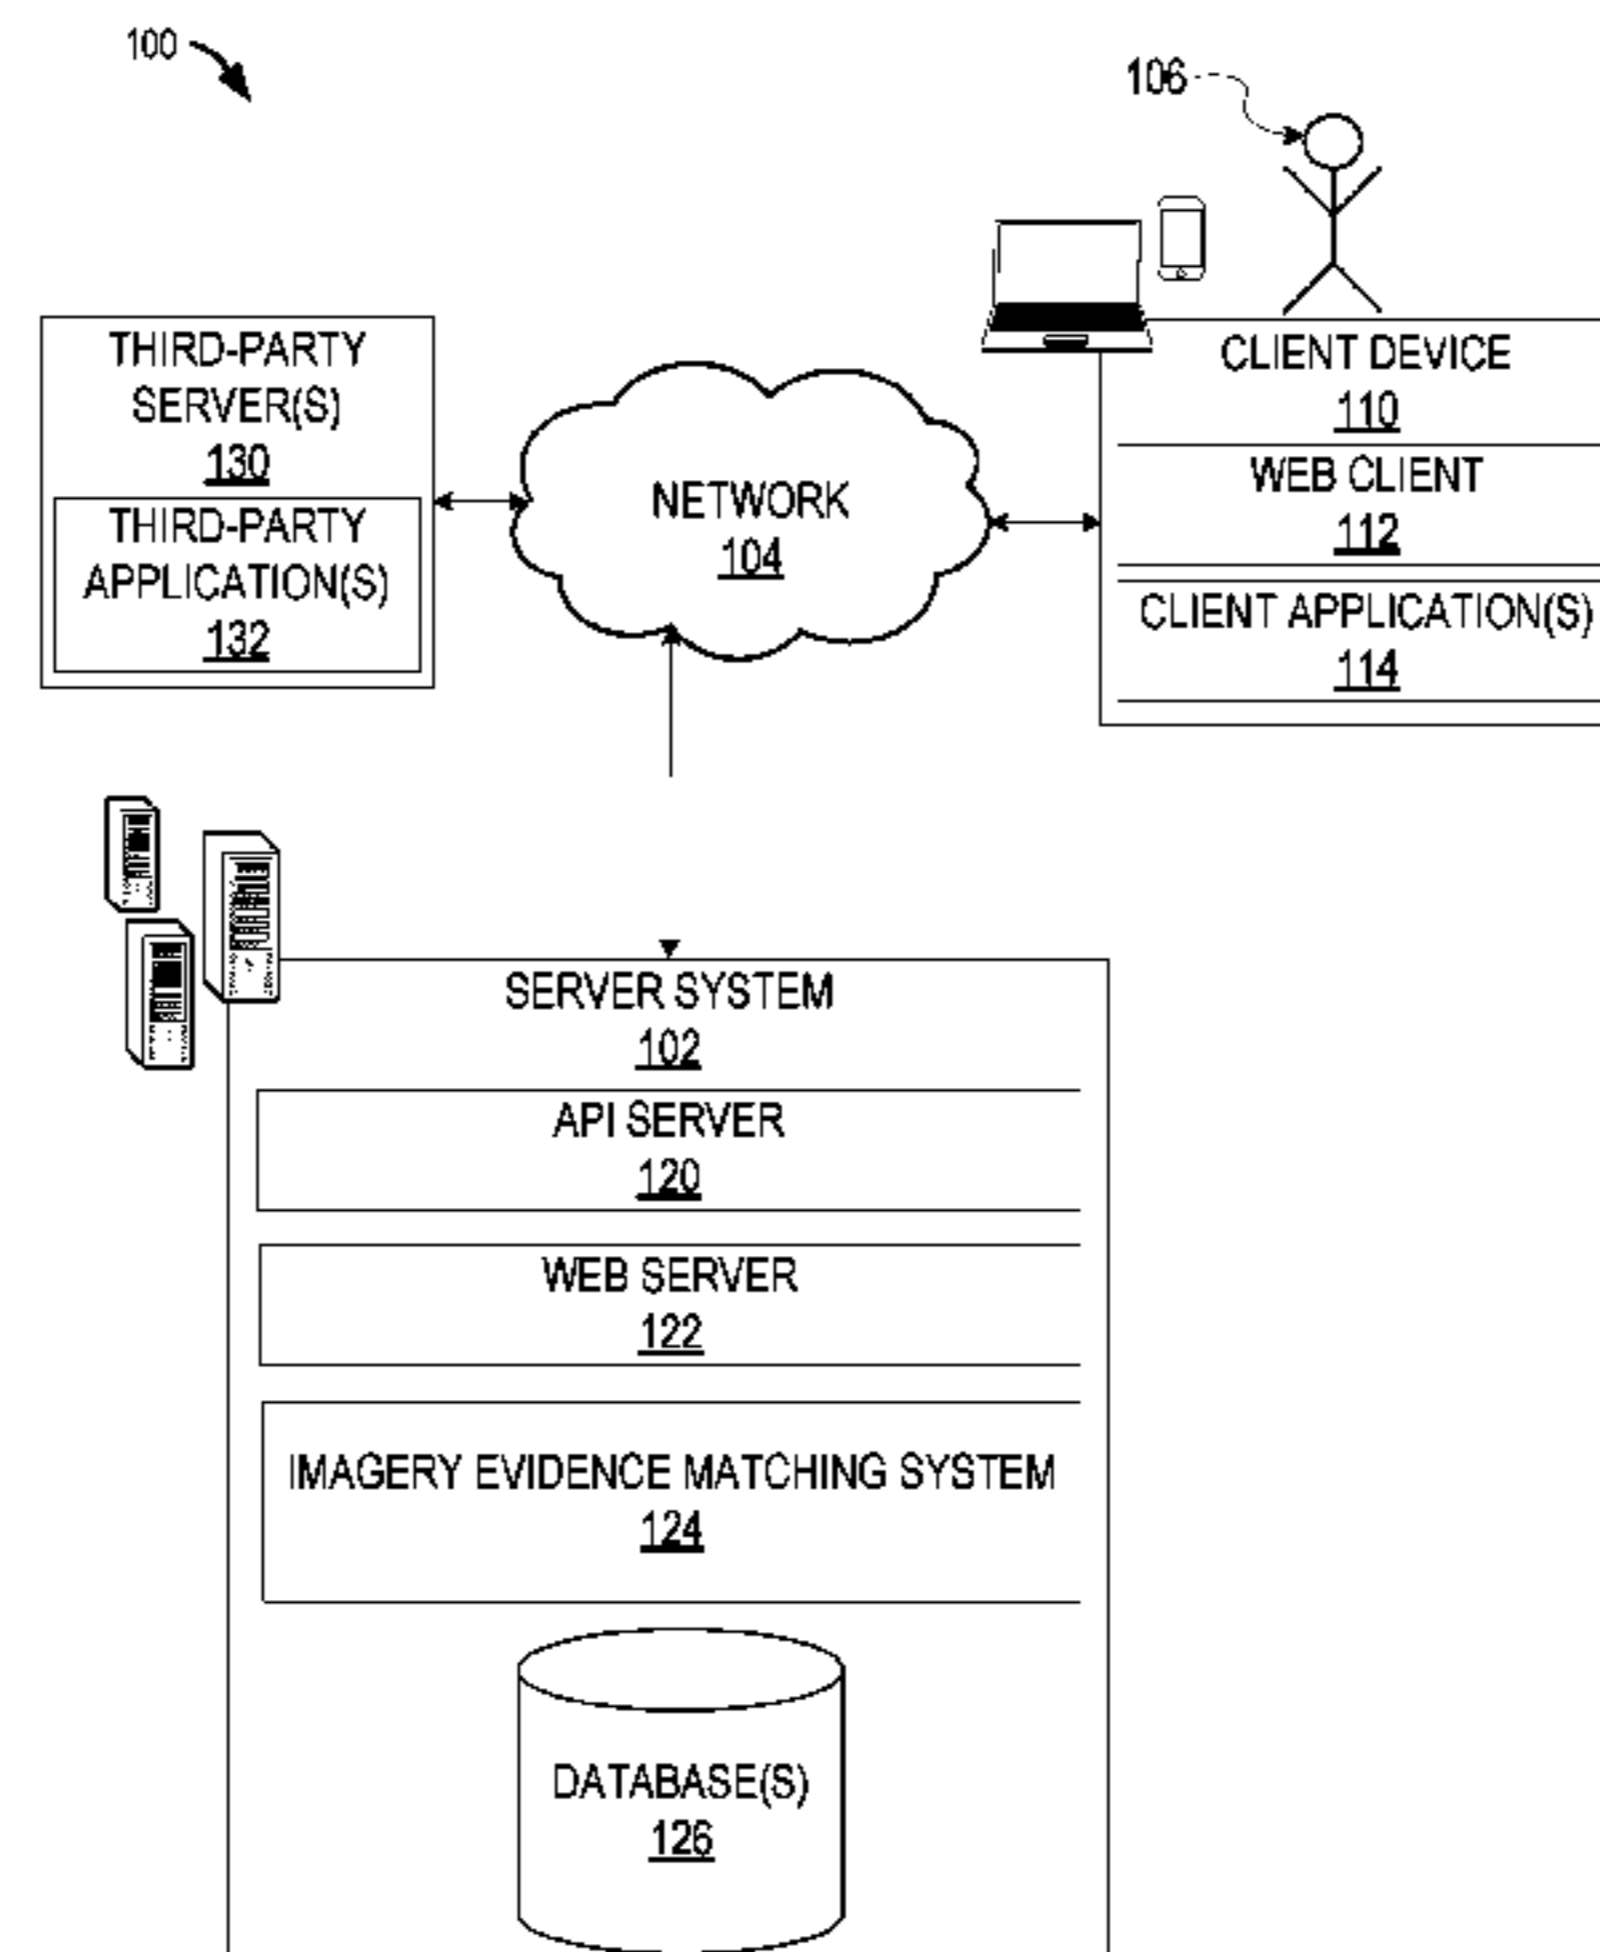 100
106
THIRD-PARTY
SERVER(S)
130
THIRD-PARTY
APPLICATION(S)
132
NETWORK
104
CLIENT DEVICE
110
WEB CLIENT
112
CLIENT APPLICATION(S)
114
SERVER SYSTEM
102
API SERVER
120
WEB SERVER
122
IMAGERY EVIDENCE MATCHING SYSTEM
124
DATABASE(S)
126